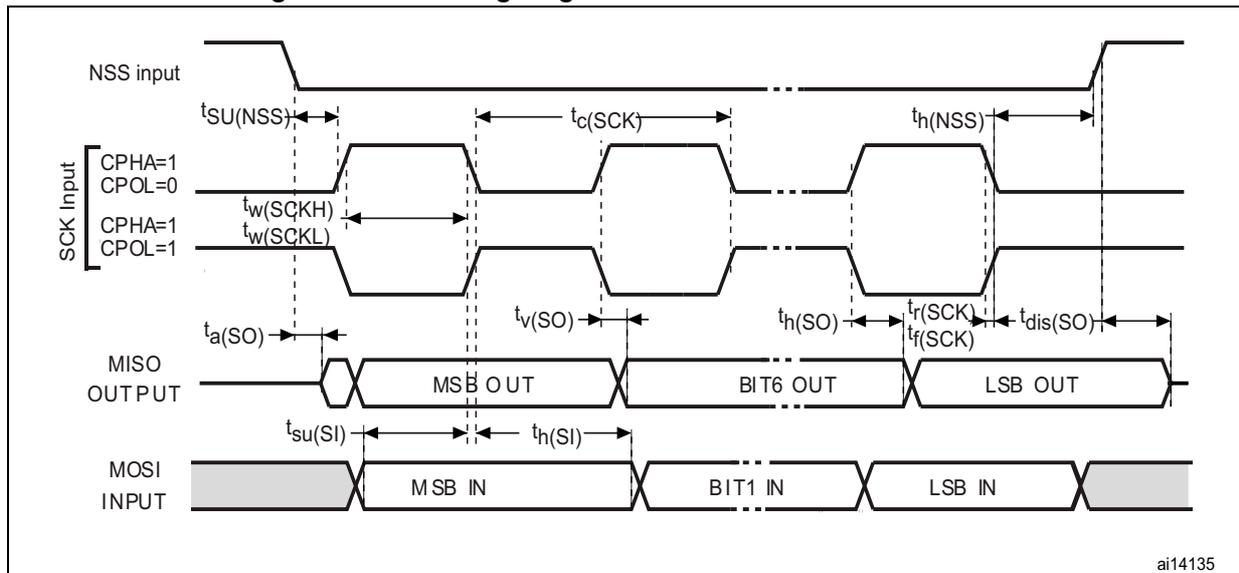 NSS input
tSU(NSS)
tc(SCK)
th(NSS)
SCK Input
CPHA=1
CPOL=0
tw(SCKH)
CPHA=1
tw(SCKL)
CPOL=1
ta(SO)
tv(SO)
th(SO)
tr(SCK)
tf(SCK)
tdis(SO)
MISO
OUTPUT
MSB OUT
BIT6 OUT
LSB OUT
tsu(SI)
th(SI)
MOSI
INPUT
MSB IN
BIT1 IN
LSB IN
ai14135